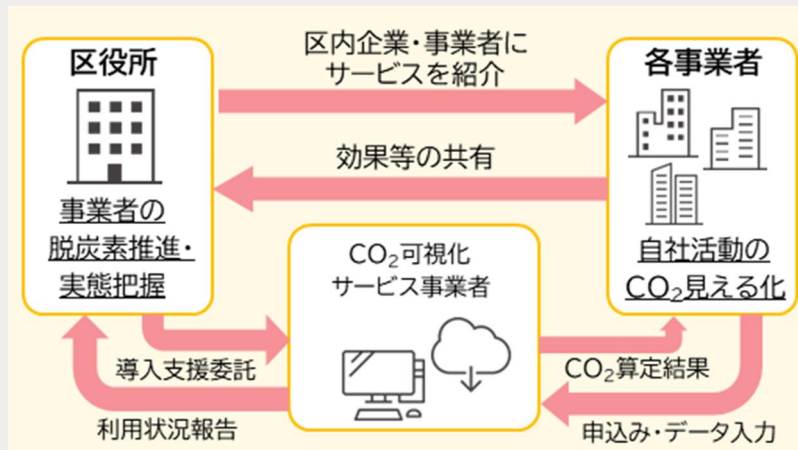 区役所
事業者の
脱炭素推進・
実態把握
区内企業・事業者に
サービスを紹介
効果等の共有
各事業者
自社活動の
CO₂見える化
CO₂可視化
サービス事業者
導入支援委託
利用状況報告
CO₂算定結果
申込み・データ入力